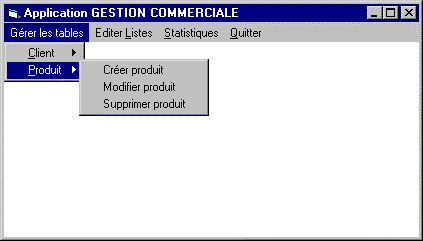 Application GESTION COMMERCIALE
Gérer les tables Editer Listes Statistiques Quitter
Client
Produit
Créer produit
Modifier produit
Supprimer produit